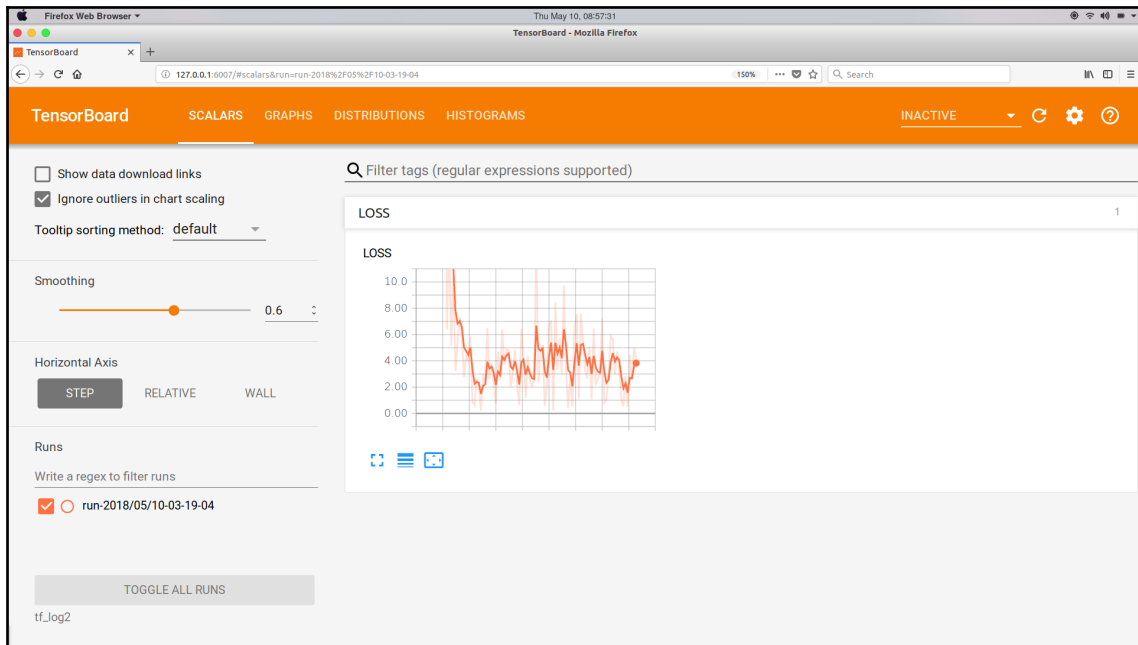 Firefox Web Browser
Thu May 10, 08:57:31
TensorBoard - Mozilla Firefox
TensorBoard
127.0.0.1:6007/#scalars&run=run-2018%2F05%2F10-03-19-04
150%
Search
TensorBoard
SCALARS
GRAPHS
DISTRIBUTIONS
HISTOGRAMS
INACTIVE
Show data download links
Ignore outliers in chart scaling
Tooltip sorting method: default
Smoothing
0.6
Horizontal Axis
STEP
RELATIVE
WALL
Runs
Write a regex to filter runs
run-2018/05/10-03-19-04
TOGGLE ALL RUNS
tf_log2
Filter tags (regular expressions supported)
LOSS
1
LOSS
10.0
8.00
6.00
4.00
2.00
0.00